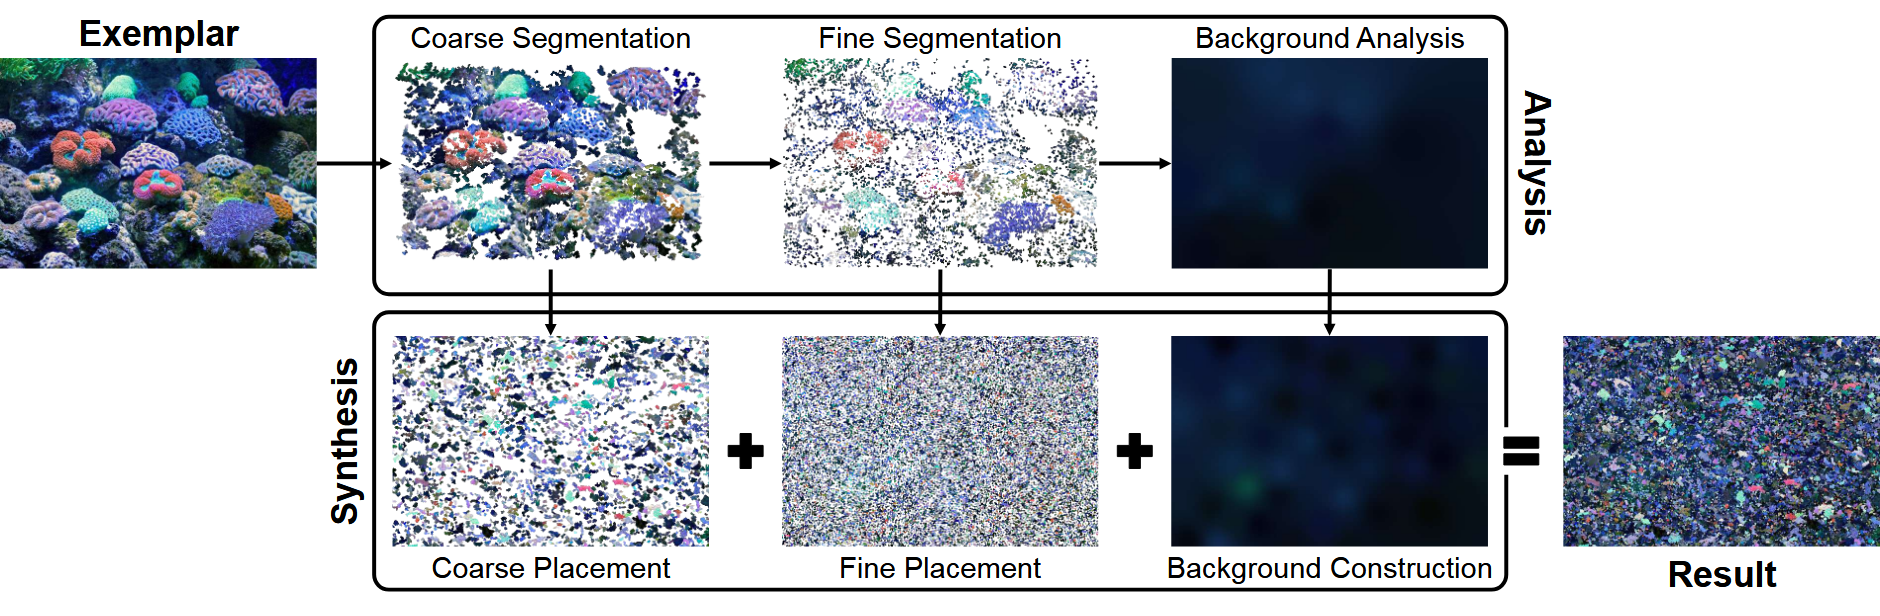 Exemplar
Coarse Segmentation
Fine Segmentation
Background Analysis
Analysis
Synthesis
Coarse Placement
Fine Placement
Background Construction
Result